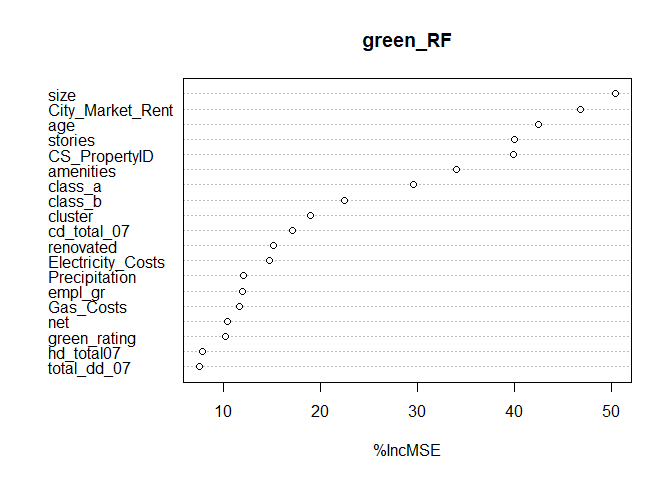 green_RF
size
City_Market_Rent
age
stories
CS_PropertyID
amenities
class_a
class_b
cluster
cd_total_07
renovated
Electricity_Costs
Precipitation
empl_gr
Gas_Costs
net
green_rating
hd_total07
total_dd_07
10 20 30 40 50
%IncMSE